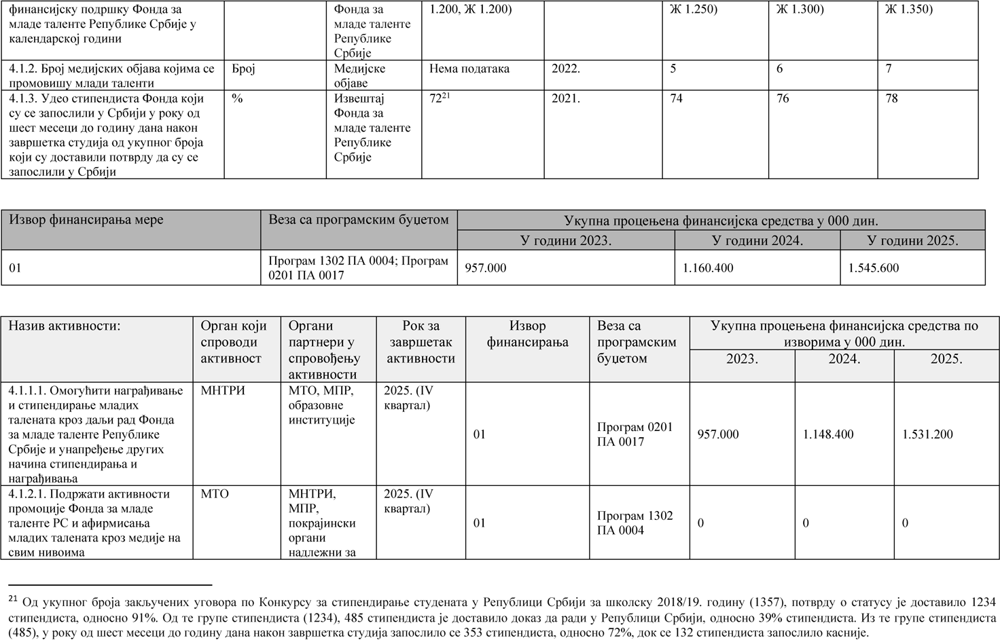 финансијску подршку Фонда за
младе таленте Републике Србије у
календарској години
Фонда за
младе таленте
Републике
Србије
1.200, Ж 1.200)
Ж 1.250)
Ж 1.300)
Ж 1.350)
4.1.2. Број медијских објава којима се
промовишу млади таленти
Број
Медијске
објаве
Нема података
2022.
5
6
7
4.1.3. Удео стипендиста Фонда који
су се запослили у Србији у року од
шест месеци до годину дана након
завршетка студија од укупног броја
који су доставили потврду да су се
запослили у Србији
%
Извештај
Фонда за
младе таленте
Републике
Србије
72²¹
2021.
74
76
78
Извор финансирања мере
Веза са програмским буџетом
Укупна процењена финансијска средства у 000 дин.
У години 2023.
У години 2024.
У години 2025.
01
Програм 1302 ПА 0004; Програм
0201 ПА 0017
957.000
1.160.400
1.545.600
Назив активности:
Орган који
спроводи
активност
Органи
партнери у
спровођењу
активности
Рок за
завршетак
активности
Извор
финансирања
Веза са
програмским
буџетом
Укупна процењена финансијска средства по
изворима у 000 дин.
2023.
2024.
2025.
4.1.1.1. Омогућити награђивање
и стипендирање младих
талената кроз даљи рад Фонда
за младе таленте Републике
Србије и унапређење других
начина стипендирања и
награђивања
МНТРИ
МТО, МПР,
образовне
институције
2025. (IV
квартал)
01
Програм 0201
ПА 0017
957.000
1.148.400
1.531.200
4.1.2.1. Подржати активности
промоције Фонда за младе
таленте РС и афирмисања
младих талената кроз медије на
свим нивоима
МТО
МНТРИ,
МПР,
покрајински
органи
надлежни за
2025. (IV
квартал)
01
Програм 1302
ПА 0004
0
0
0
²¹ Од укупног броја закључених уговора по Конкурсу за стипендирање студената у Републици Србији за школску 2018/19. годину (1357), потврду о статусу је доставило 1234
стипендиста, односно 91%. Од те групе стипендиста (1234), 485 стипендиста је доставило доказ да ради у Републици Србији, односно 39% стипендиста. Из те групе стипендиста
(485), у року од шест месеци до годину дана након завршетка студија запослило се 353 стипендиста, односно 72%, док се 132 стипендиста запослило касније.